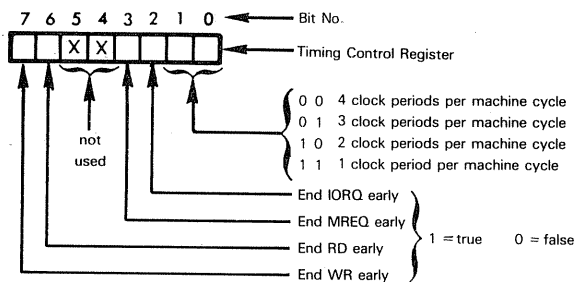 7 6 5 4 3 2 1 0 Bit No.
X X Timing Control Register
0 0 4 clock periods per machine cycle
0 1 3 clock periods per machine cycle
1 0 2 clock periods per machine cycle
1 1 1 clock period per machine cycle
not
used
End IORQ early
End MREQ early
1 = true 0 = false
End RD early
End WR early